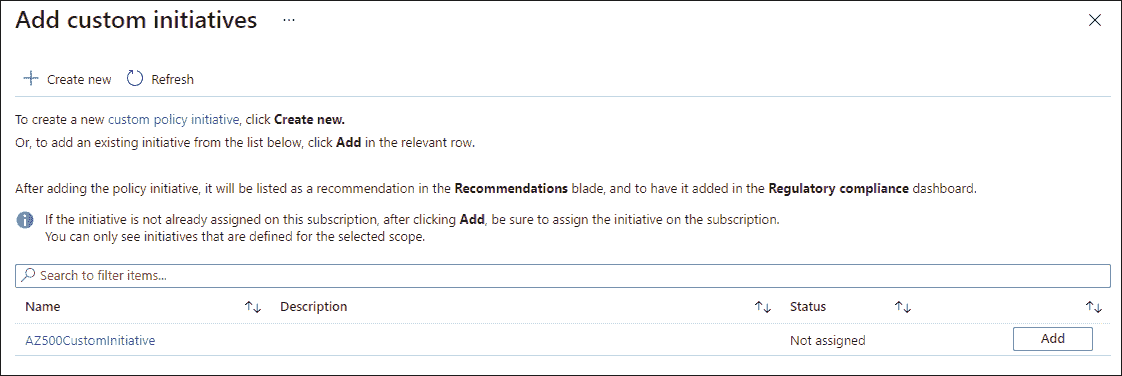 Add custom initiatives ...
Create new Refresh
To create a new custom policy initiative, click Create new.
Or, to add an existing initiative from the list below, click Add in the relevant row.
After adding the policy initiative, it will be listed as a recommendation in the Recommendations blade, and to have it added in the Regulatory compliance dashboard.
If the initiative is not already assigned on this subscription, after clicking Add, be sure to assign the initiative on the subscription.
You can only see initiatives that are defined for the selected scope.
Search to filter items...
Name Description Status
AZ500CustomInitiative Not assigned Add